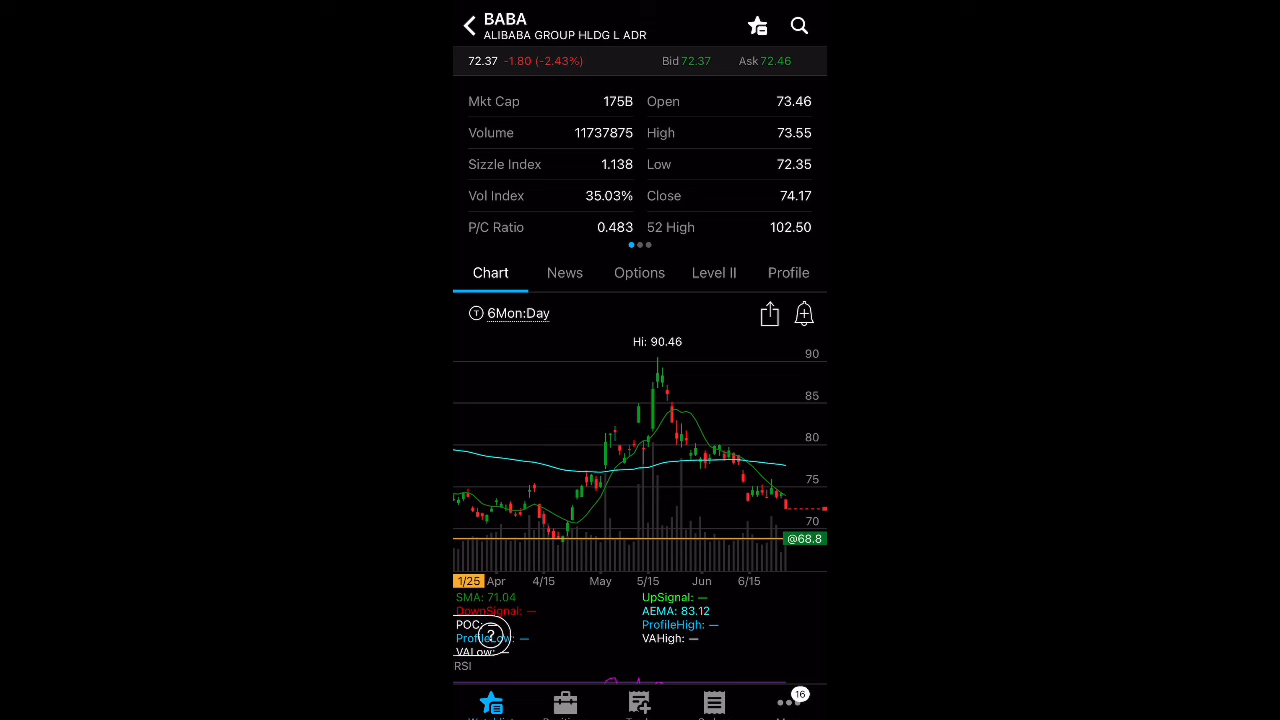 BABA
ALIBABA GROUP HLDG L ADR
72.37 -1.80 (-2.43%) Bid 72.37 Ask 72.46
Mkt Cap 175B Open 73.46
Volume 11737875 High 73.55
Sizzle Index 1.138 Low 72.35
Vol Index 35.03% Close 74.17
P/C Ratio 0.483 52 High 102.50
Chart News Options Level II Profile
T 6Mon:Day
Hi: 90.46
90
85
80
75
70
@68.8
1/25 Apr 4/15 May 5/15 Jun 6/15
SMA: 71.04 UpSignal: —
DownSignal: — AEMA: 83.12
POC: ProfileHigh: —
ProfileLow: — VAHigh: —
VALow: —
?
RSI
16